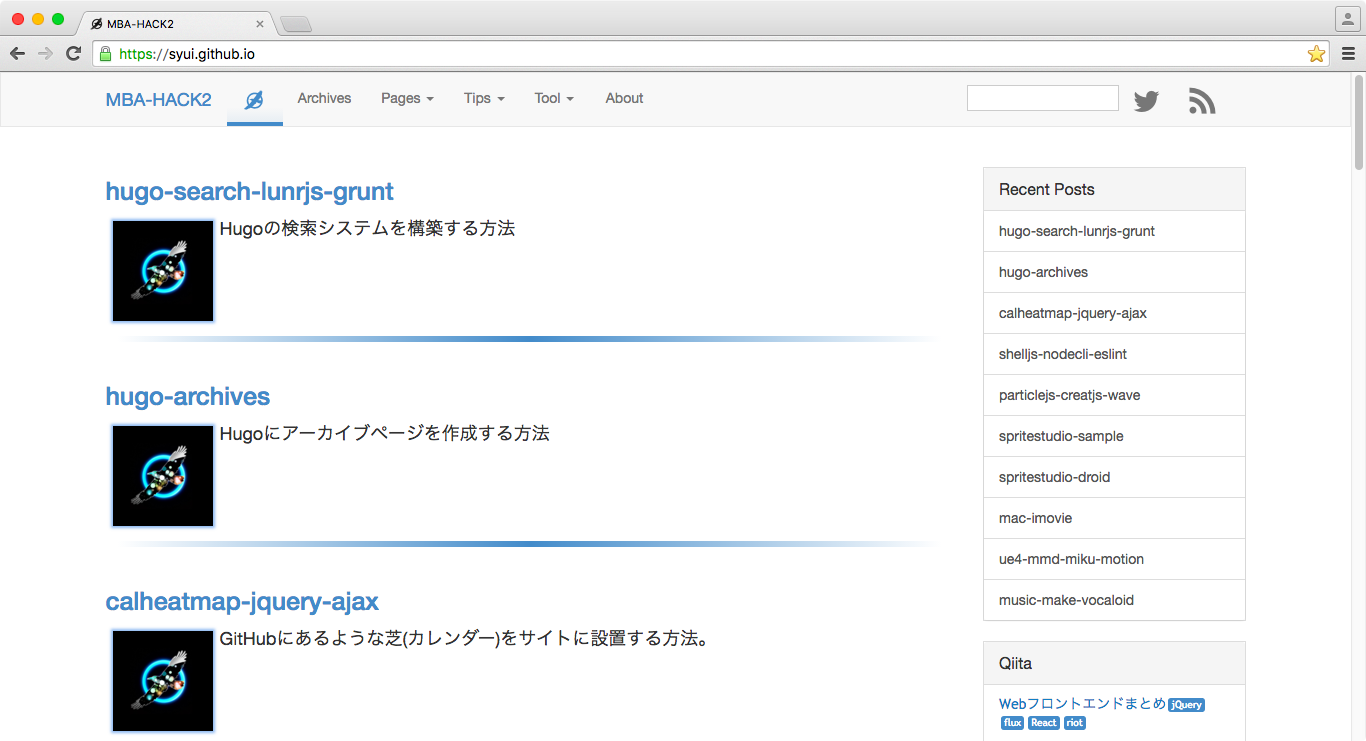 MBA-HACK2
https://syui.github.io
MBA-HACK2 Archives Pages Tips Tool About
hugo-search-lunrjs-grunt
Hugoの検索システムを構築する方法
hugo-archives
Hugoにアーカイブページを作成する方法
calheatmap-jquery-ajax
GitHubにあるような芝(カレンダー)をサイトに設置する方法。
Recent Posts
hugo-search-lunrjs-grunt
hugo-archives
calheatmap-jquery-ajax
shelljs-nodecli-eslint
particlejs-creatjs-wave
spritestudio-sample
spritestudio-droid
mac-imovie
ue4-mmd-miku-motion
music-make-vocaloid
Qiita
Webフロントエンドまとめ jQuery
flux React riot